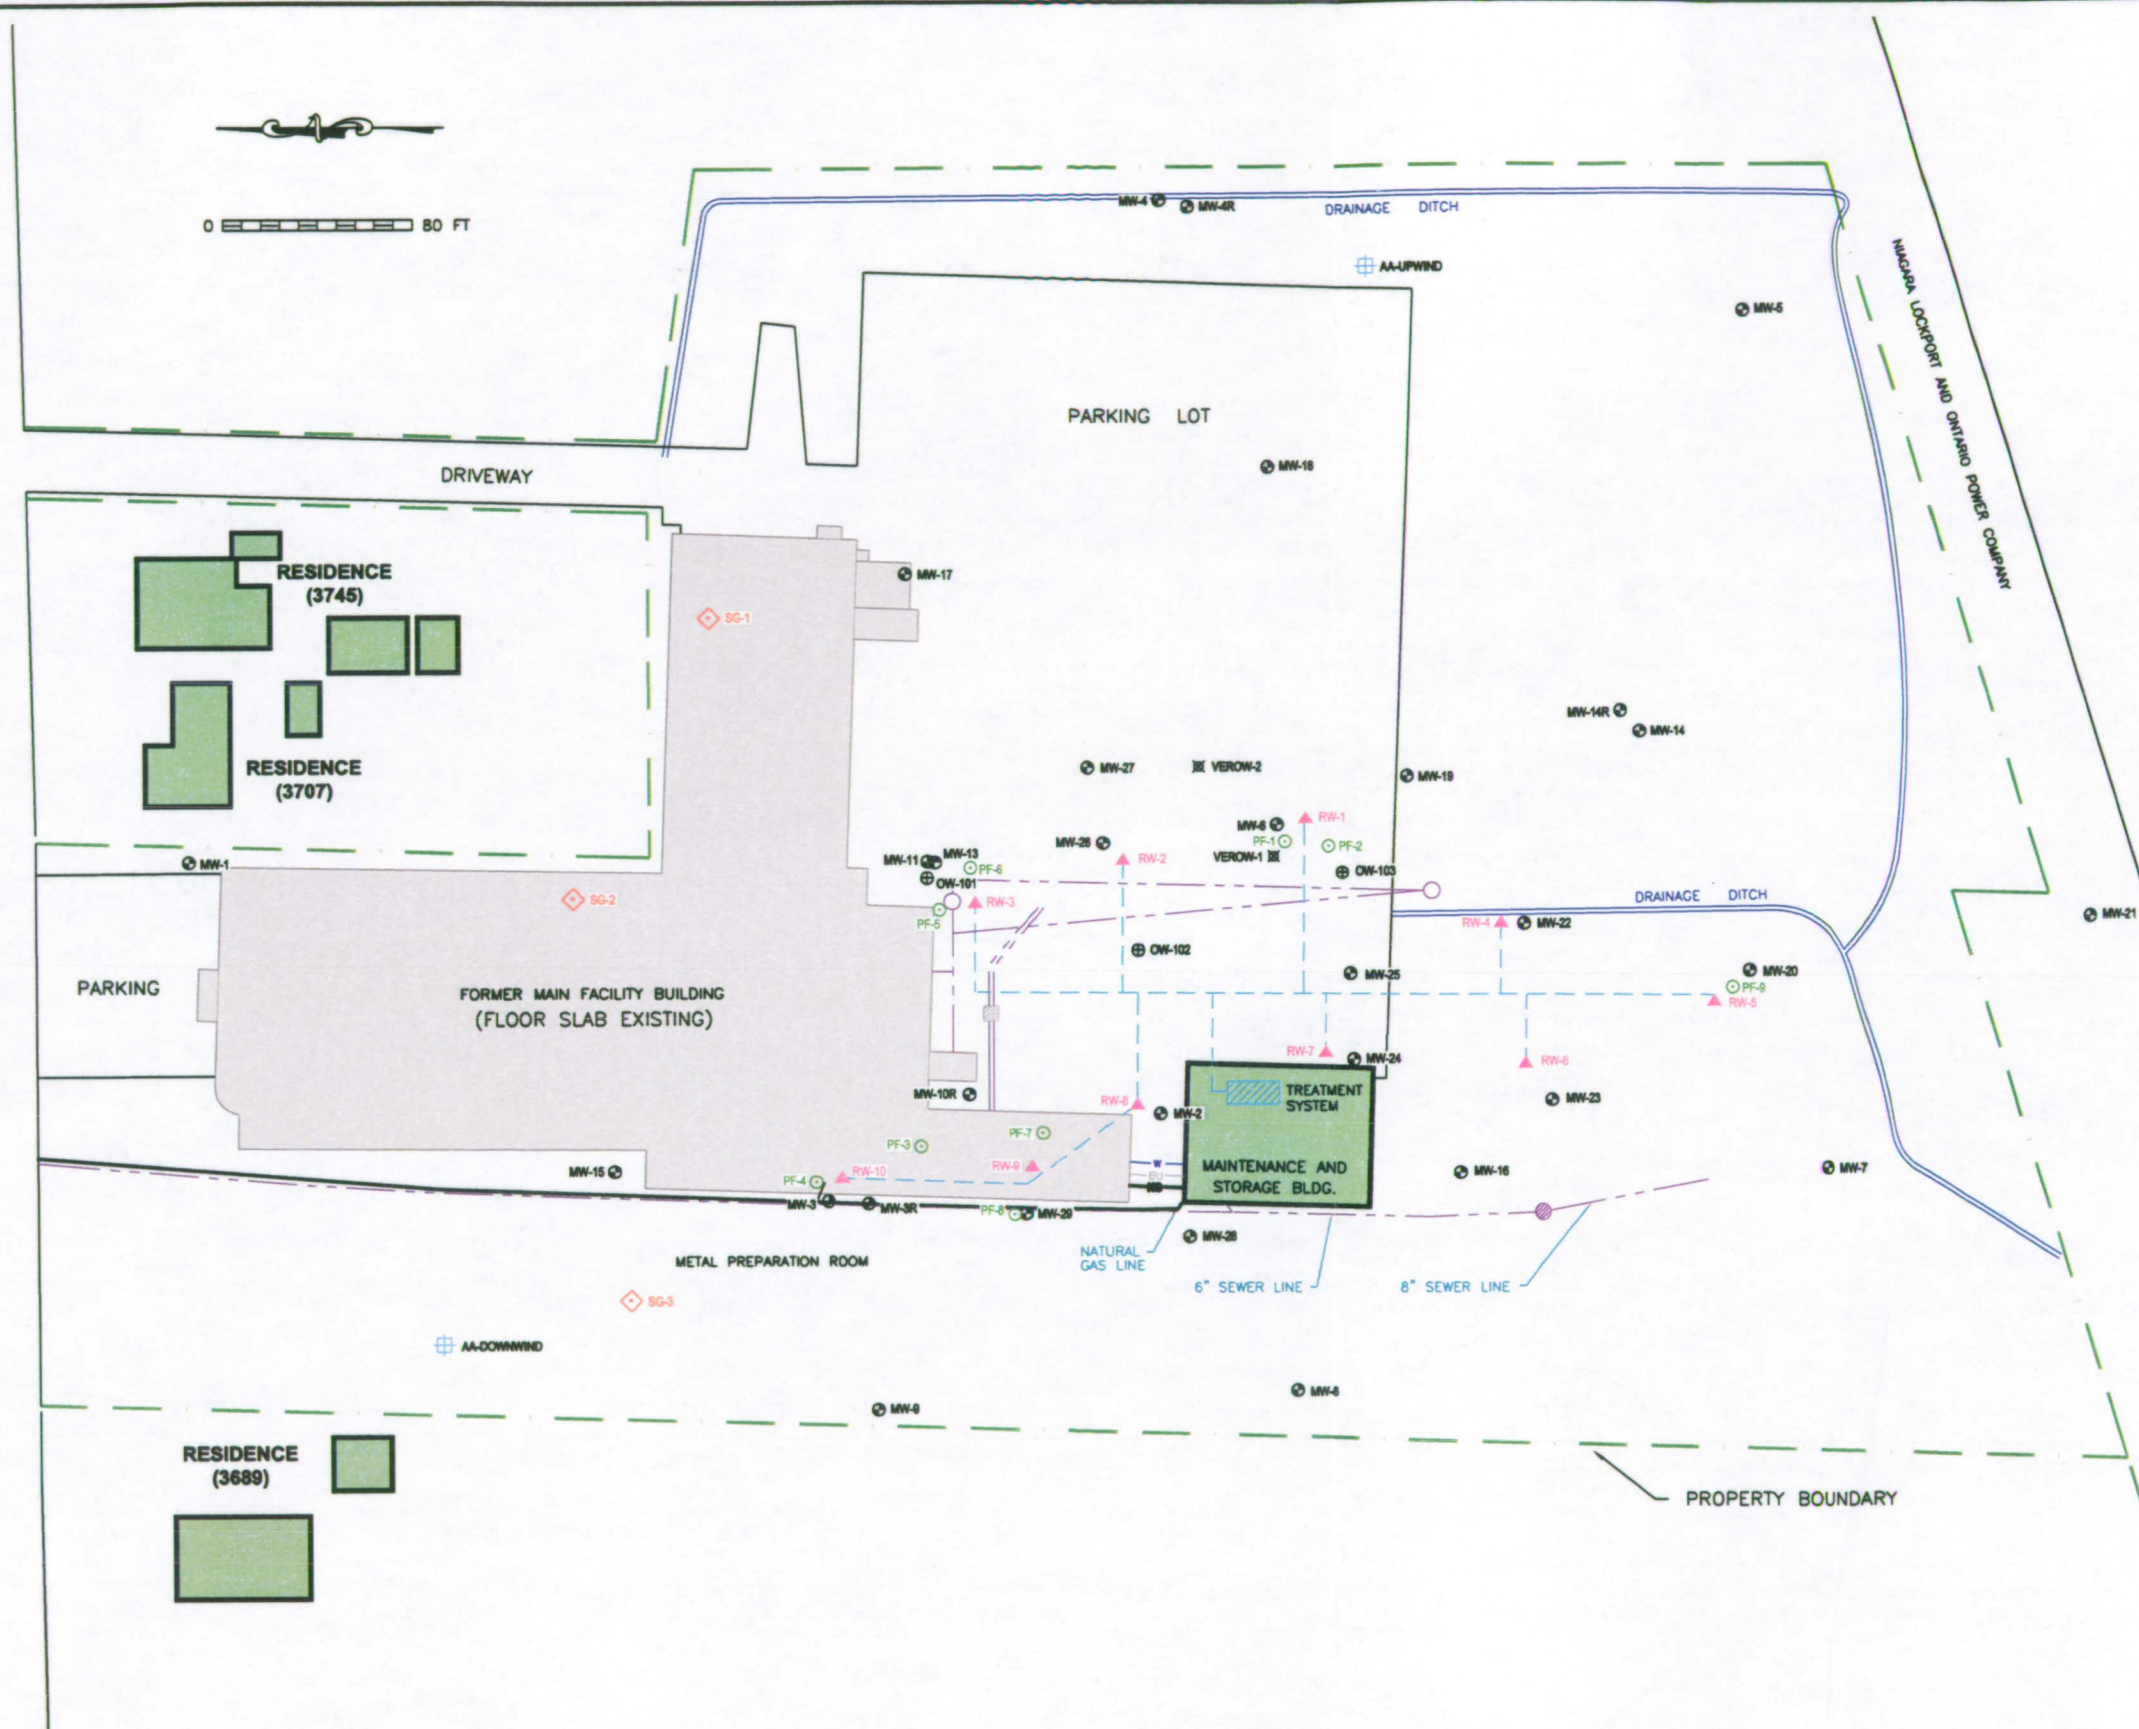 0 80 FT
MW-4
MW-4R
DRAINAGE DITCH
AA-UPWIND
MW-5
NIAGARA LOCKPORT AND ONTARIO POWER COMPANY
PARKING LOT
MW-18
DRIVEWAY
RESIDENCE
(3745)
MW-17
SG-1
MW-14R
MW-14
RESIDENCE
(3707)
MW-27
VEROW-2
MW-19
RW-1
MW-6
PF-1
PF-2
MW-26
VEROW-1
RW-2
MW-1
MW-11
MW-13
PF-6
OW-101
OW-103
SG-2
RW-3
PF-5
DRAINAGE DITCH
RW-4
MW-22
MW-21
OW-102
MW-25
MW-20
PF-9
RW-5
PARKING
FORMER MAIN FACILITY BUILDING
(FLOOR SLAB EXISTING)
RW-7
MW-24
RW-6
MW-10R
TREATMENT
SYSTEM
RW-8
MW-2
MW-23
PF-3
PF-7
W
MW-15
PF-4
RW-10
RW-9
MAINTENANCE AND
STORAGE BLDG.
MW-16
MW-7
MW-3
MW-3R
PF-8
MW-29
MW-28
METAL PREPARATION ROOM
NATURAL
GAS LINE
6" SEWER LINE
8" SEWER LINE
SG-3
AA-DOWNWIND
MW-8
MW-9
RESIDENCE
(3689)
PROPERTY BOUNDARY